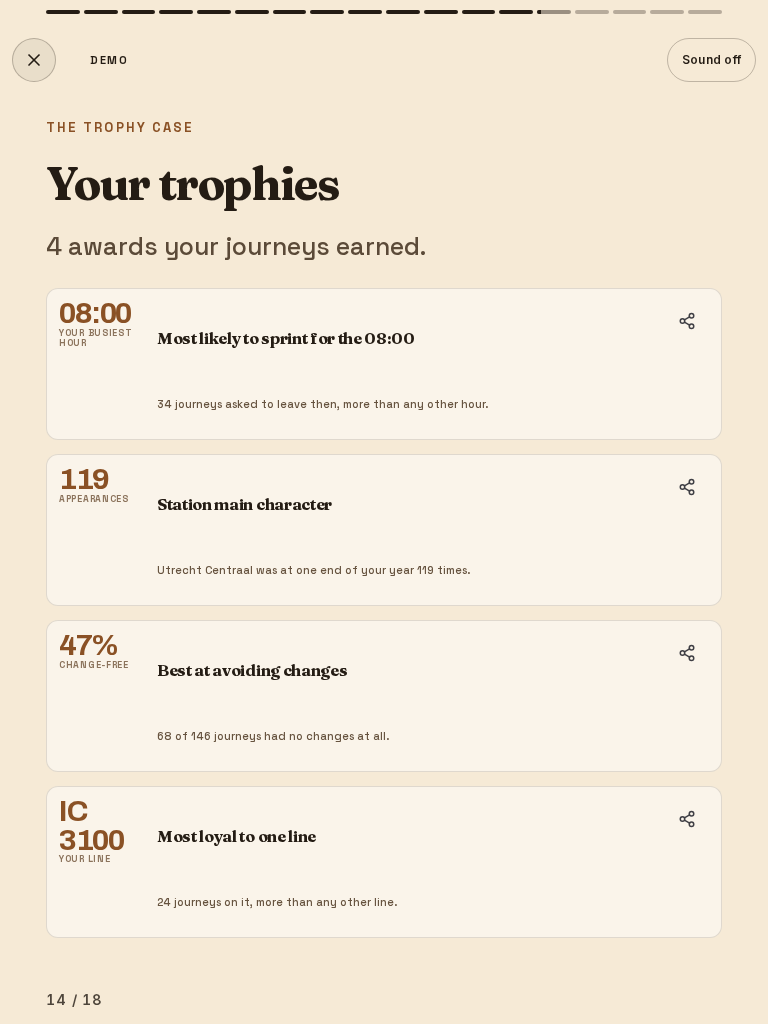 DEMO
Sound off
THE TROPHY CASE
Your trophies
4 awards your journeys earned.
08:00
YOUR BUSIEST
HOUR
Most likely to sprint for the 08:00
34 journeys asked to leave then, more than any other hour.
119
APPEARANCES
Station main character
Utrecht Centraal was at one end of your year 119 times.
47%
CHANGE-FREE
Best at avoiding changes
68 of 146 journeys had no changes at all.
IC
3100
YOUR LINE
Most loyal to one line
24 journeys on it, more than any other line.
14 / 18